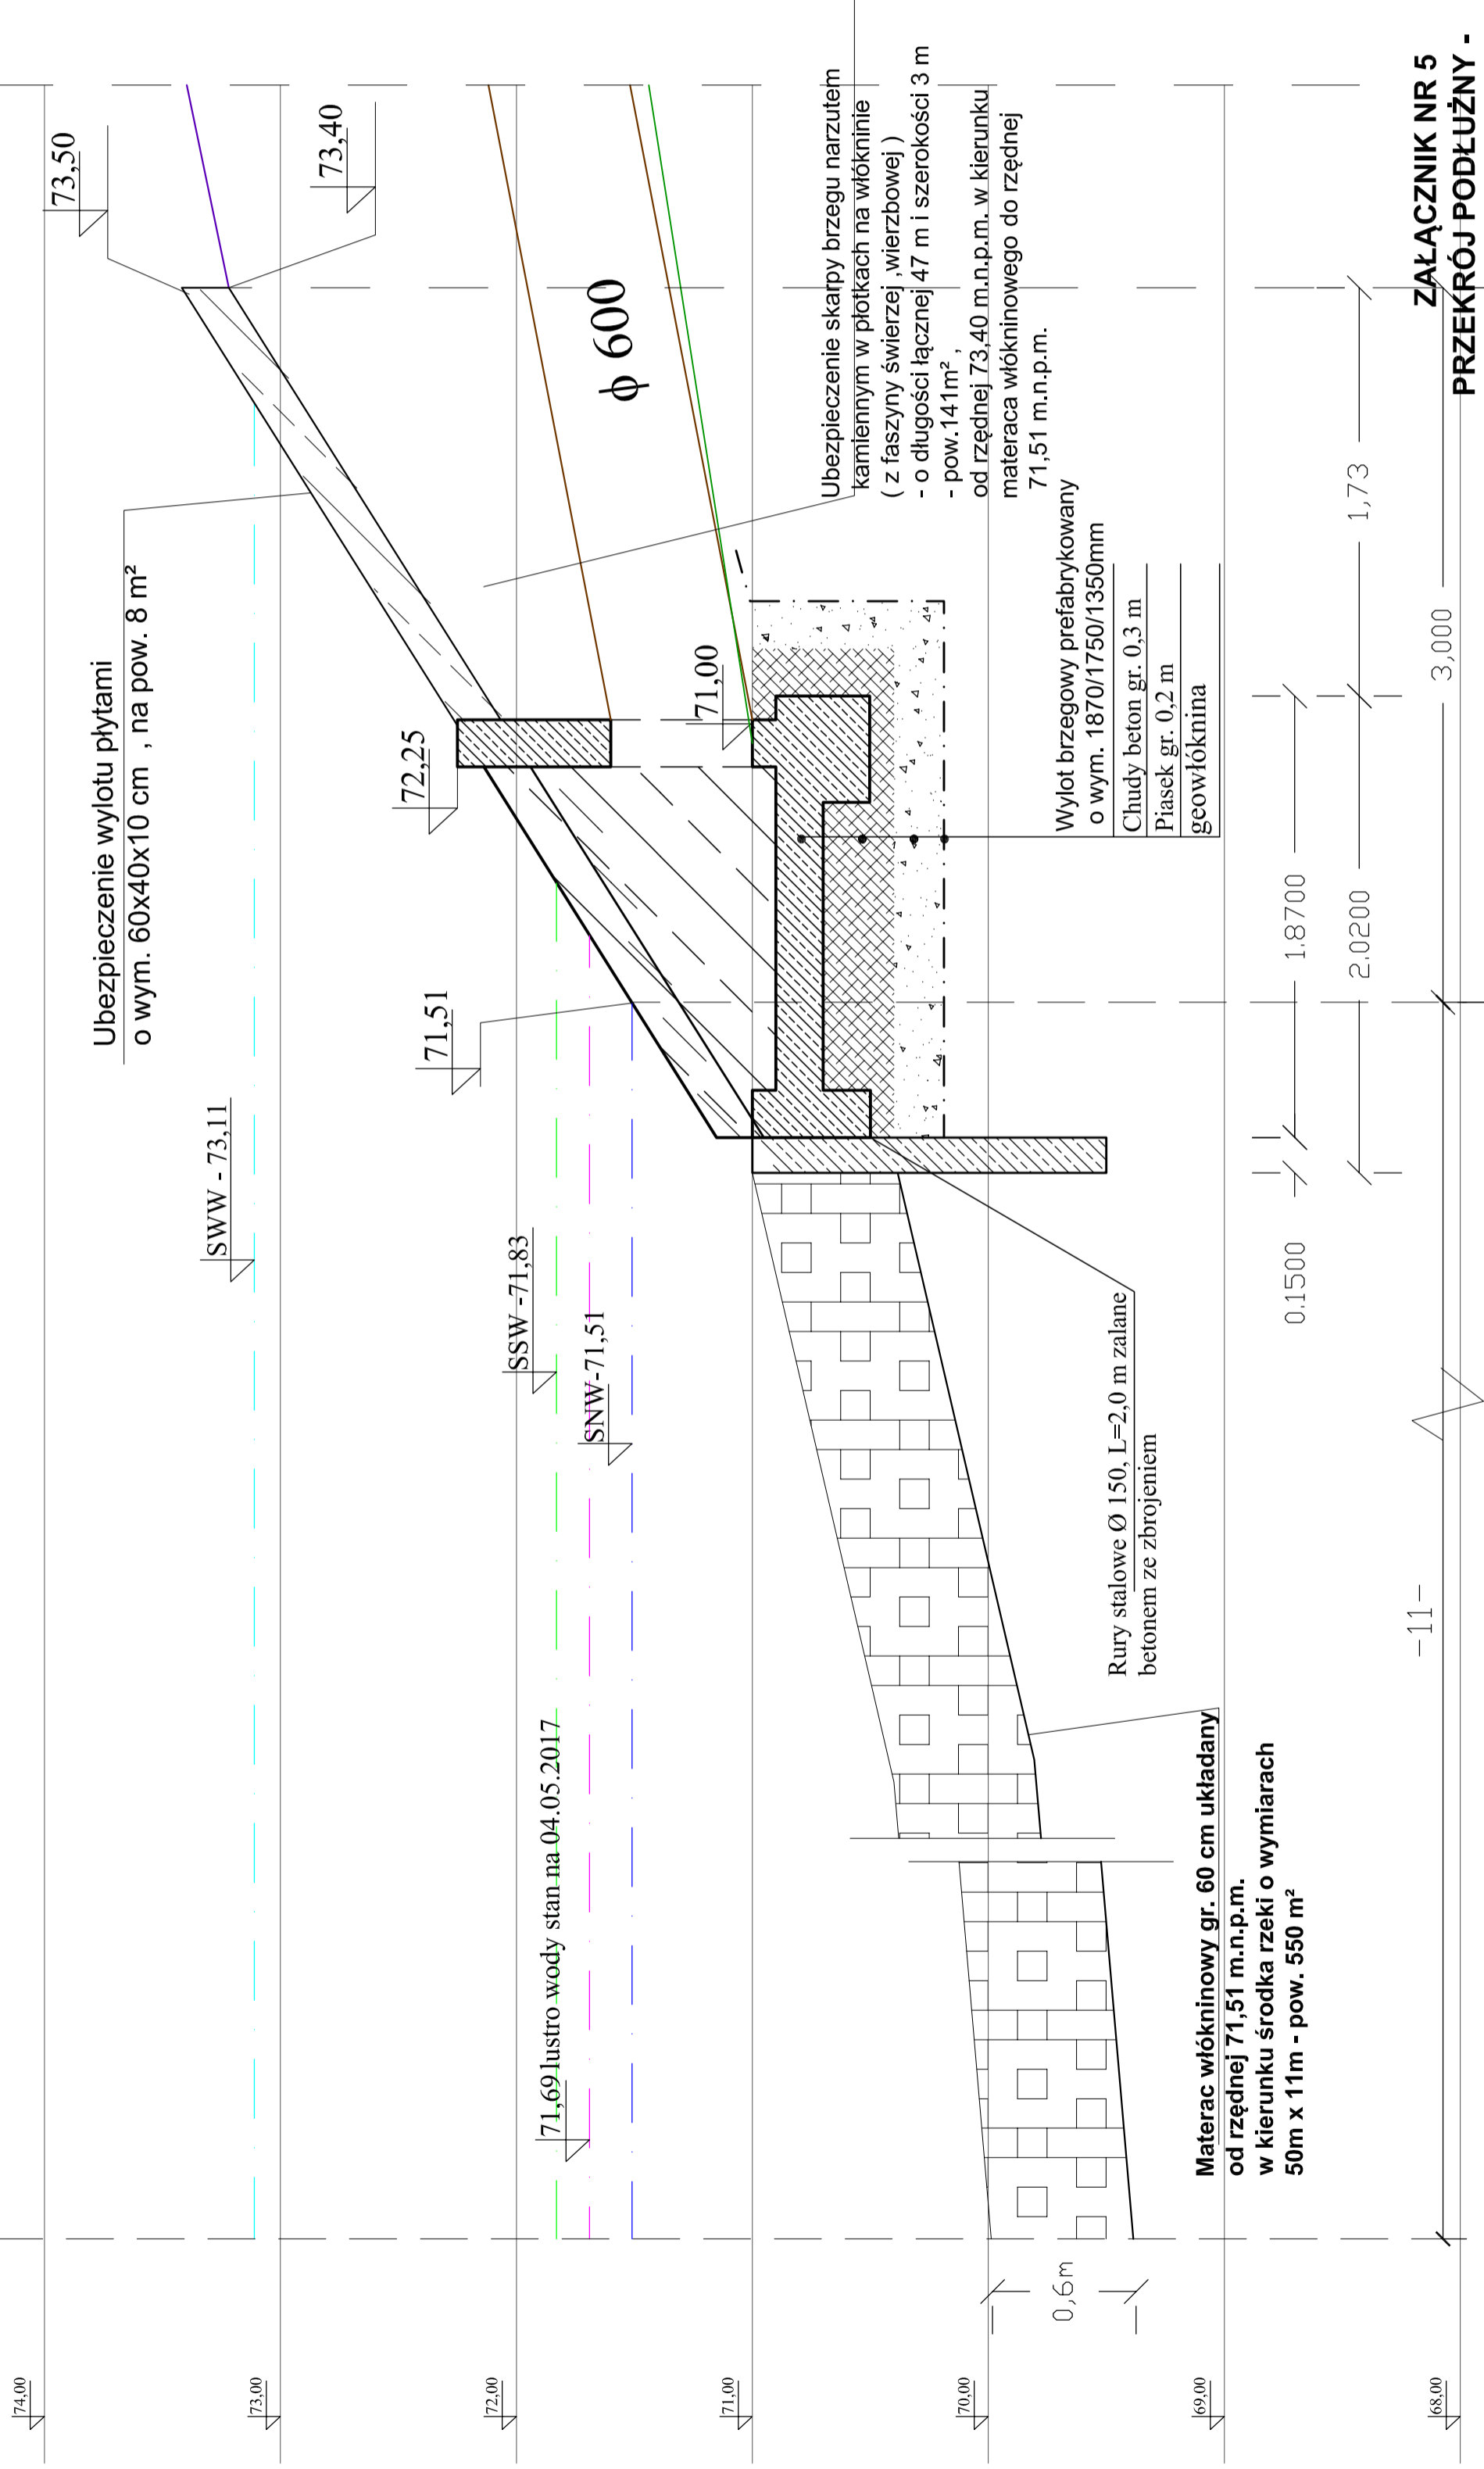 74,00
73,00
72,00
71,00
70,00
69,00
68,00
73,50
73,40
Ubezpieczenie wylotu płytami
o wym. 60x40x10 cm , na pow. 8 m²
SWW - 73,11
72,25
71,51
SSW -71,83
SNW-71,51
71,69 lustro wody stan na 04.05.2017
ϕ 600
71,00
Ubezpieczenie skarpy brzegu narzutem
kamiennym w płotkach na włókninie
( z faszyny świerzej ,wierzbowej )
- o długości łącznej 47 m i szerokości 3 m
- pow.141m² ,
od rzędnej 73,40 m.n.p.m. w kierunku
materaca włókninowego do rzędnej
71,51 m.n.p.m.
Wylot brzegowy prefabrykowany
o wym. 1870/1750/1350mm
Chudy beton gr. 0,3 m
Piasek gr. 0,2 m
geowłóknina
Rury stalowe Ø 150, L=2,0 m zalane
betonem ze zbrojeniem
Materac włókninowy gr. 60 cm układany
od rzędnej 71,51 m.n.p.m.
w kierunku środka rzeki o wymiarach
50m x 11m - pow. 550 m²
0,6m
0.1500
1.8700
2.0200
1,73
3,000
-11-
ZAŁĄCZNIK NR 5
PRZEKRÓJ PODŁUŻNY -